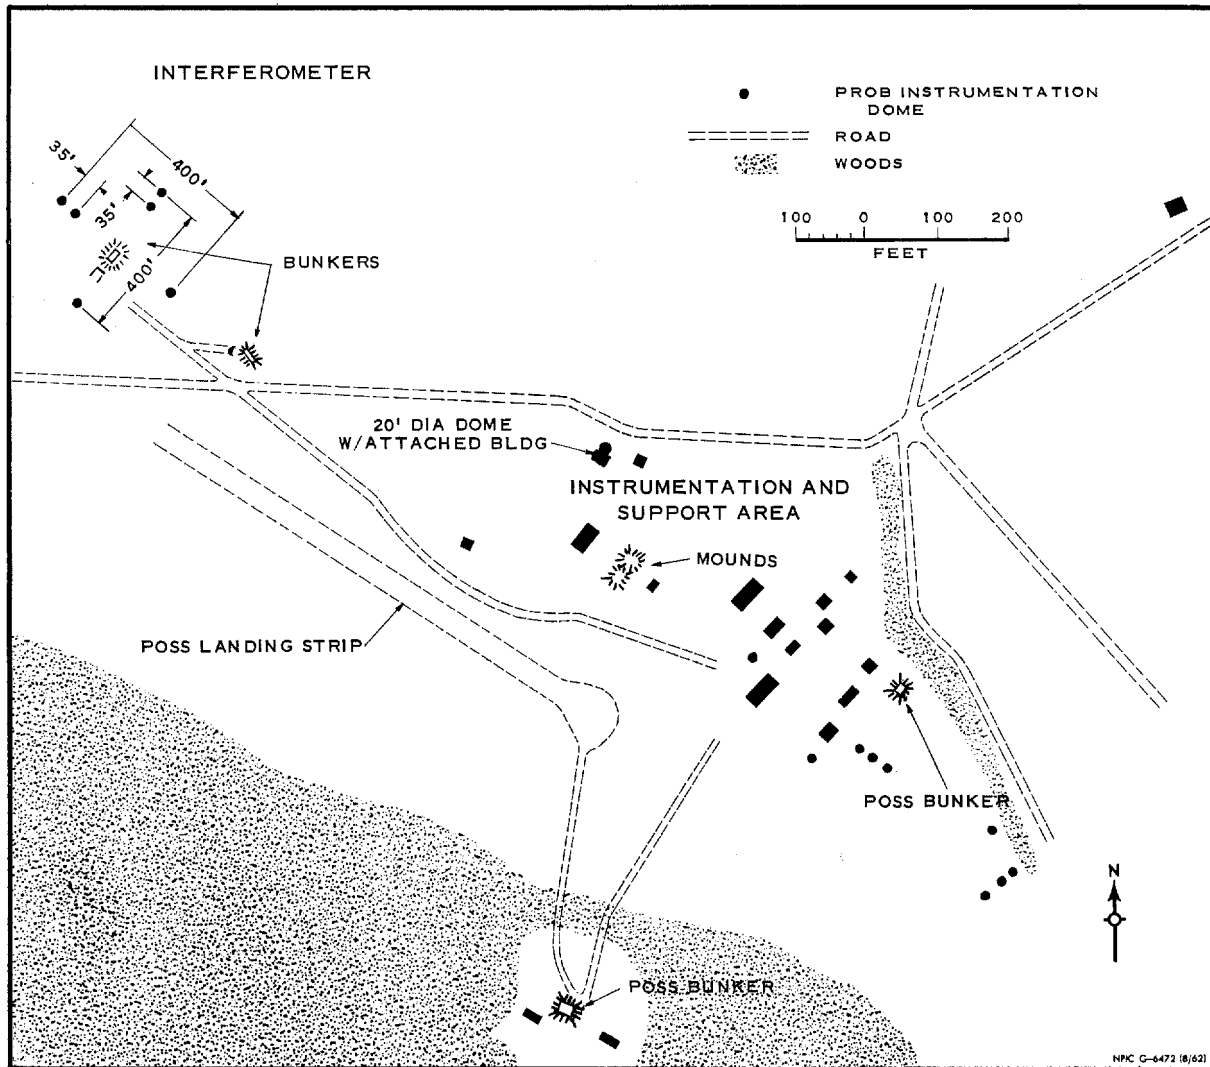 INTERFEROMETER
PROB INSTRUMENTATION
DOME
ROAD
WOODS
35'
400'
35'
400'
BUNKERS
100 0 100 200
FEET
20' DIA DOME
W/ATTACHED BLDG
INSTRUMENTATION AND
SUPPORT AREA
MOUNDS
POSS LANDING STRIP
POSS BUNKER
N
POSS BUNKER
NPIC G-6472 (8/62)